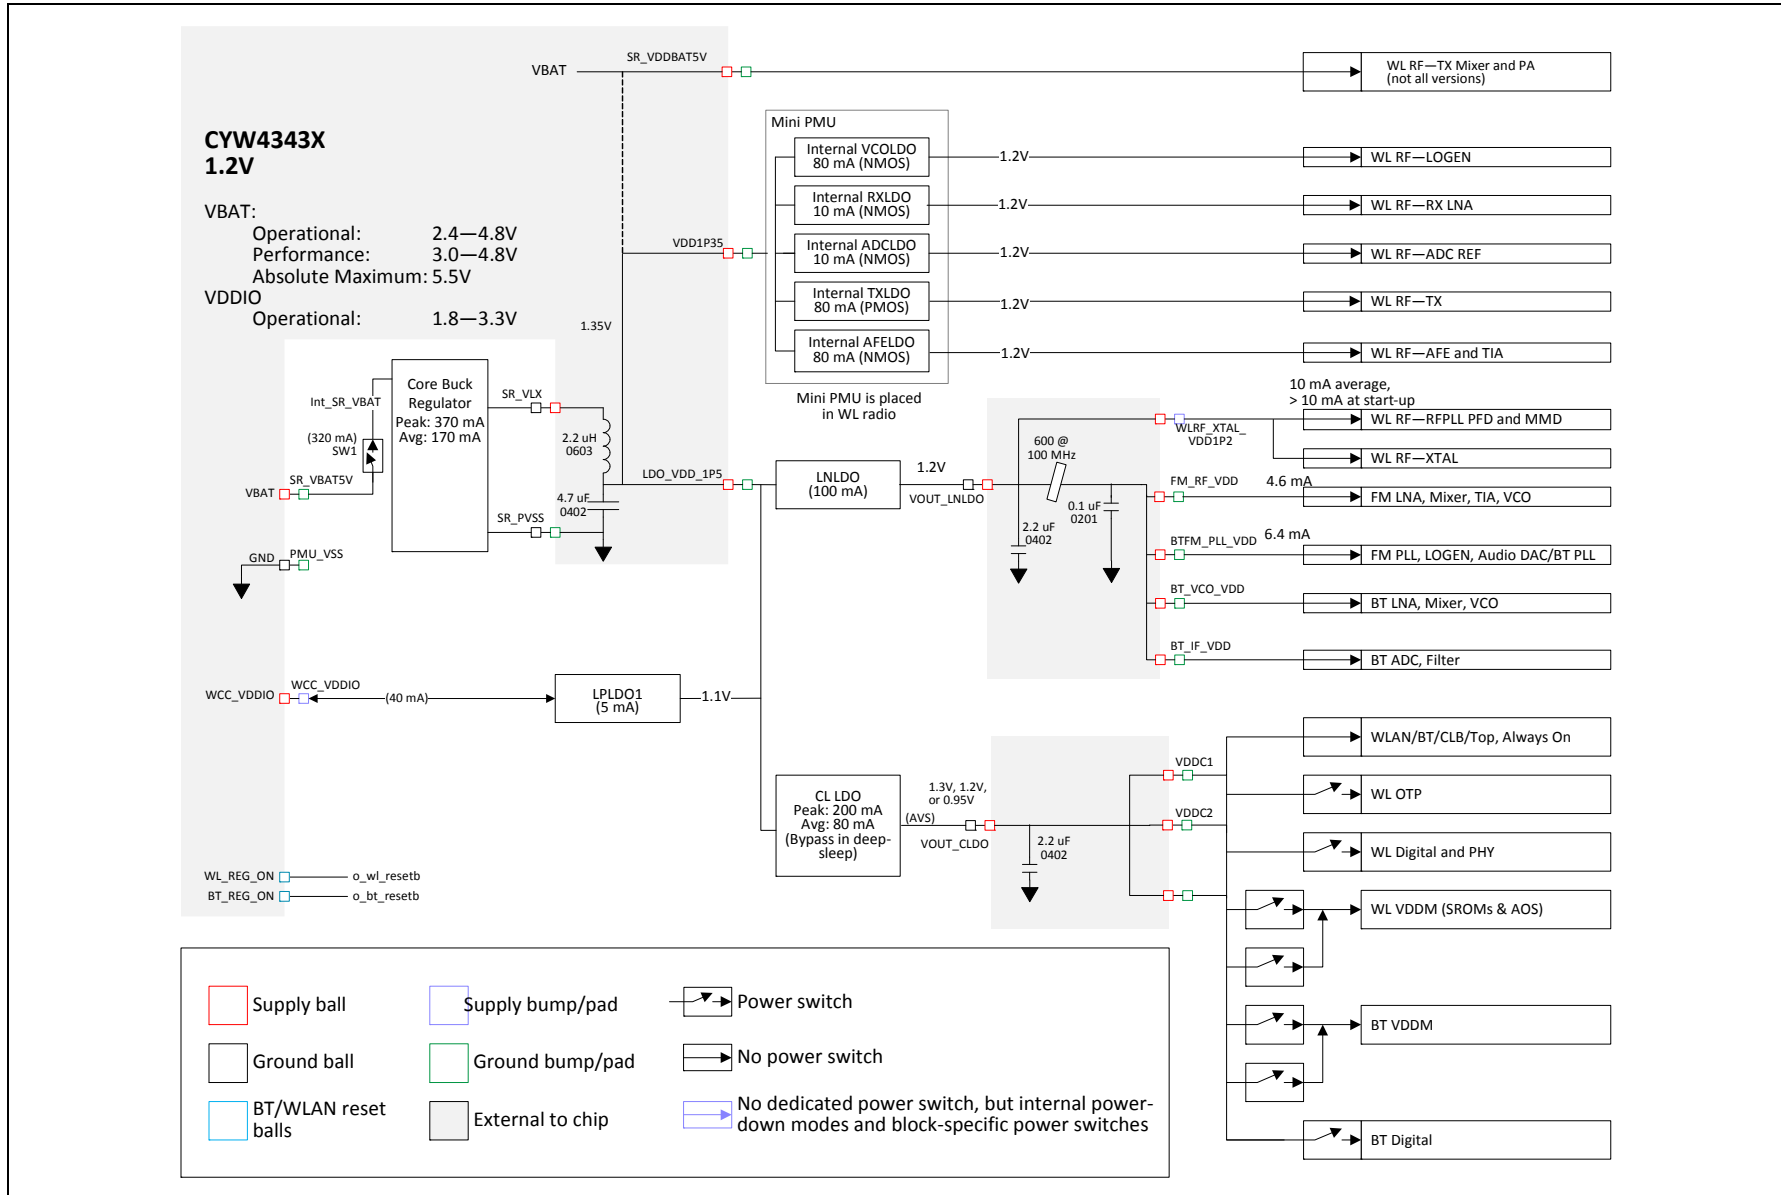 VBAT
SR_VDDBAT5V
WL RF—TX Mixer and PA
(not all versions)
CYW4343X
1.2V
VBAT:
Operational: 2.4—4.8V
Performance: 3.0—4.8V
Absolute Maximum: 5.5V
VDDIO
Operational: 1.8—3.3V
Mini PMU
Internal VCOLDO
80 mA (NMOS)
1.2V
WL RF—LOGEN
Internal RXLDO
10 mA (NMOS)
1.2V
WL RF—RX LNA
VDD1P35
Internal ADCLDO
10 mA (NMOS)
1.2V
WL RF—ADC REF
Internal TXLDO
80 mA (PMOS)
1.2V
WL RF—TX
1.35V
Internal AFELDO
80 mA (NMOS)
1.2V
WL RF—AFE and TIA
Mini PMU is placed
in WL radio
Int_SR_VBAT
(320 mA)
SW1
VBAT
SR_VBAT5V
Core Buck
Regulator
Peak: 370 mA
Avg: 170 mA
SR_VLX
2.2 uH
0603
4.7 uF
0402
SR_PVSS
GND
PMU_VSS
LDO_VDD_1P5
LNLDO
(100 mA)
1.2V
VOUT_LNLDO
600 @
100 MHz
2.2 uF
0402
0.1 uF
0201
10 mA average,
> 10 mA at start-up
WLRF_XTAL_
VDD1P2
WL RF—RFPLL PFD and MMD
WL RF—XTAL
FM_RF_VDD
4.6 mA
FM LNA, Mixer, TIA, VCO
BTFM_PLL_VDD
6.4 mA
FM PLL, LOGEN, Audio DAC/BT PLL
BT_VCO_VDD
BT LNA, Mixer, VCO
BT_IF_VDD
BT ADC, Filter
WCC_VDDIO
WCC_VDDIO
(40 mA)
LPLDO1
(5 mA)
1.1V
CL LDO
Peak: 200 mA
Avg: 80 mA
(Bypass in deep-
sleep)
1.3V, 1.2V,
or 0.95V
(AVS)
VOUT_CLDO
2.2 uF
0402
VDDC1
VDDC2
WLAN/BT/CLB/Top, Always On
WL OTP
WL Digital and PHY
WL VDDM (SROMs & AOS)
BT VDDM
BT Digital
WL_REG_ON
o_wl_resetb
BT_REG_ON
o_bt_resetb
Supply ball
Supply bump/pad
Power switch
Ground ball
Ground bump/pad
No power switch
BT/WLAN reset
balls
External to chip
No dedicated power switch, but internal power-
down modes and block-specific power switches